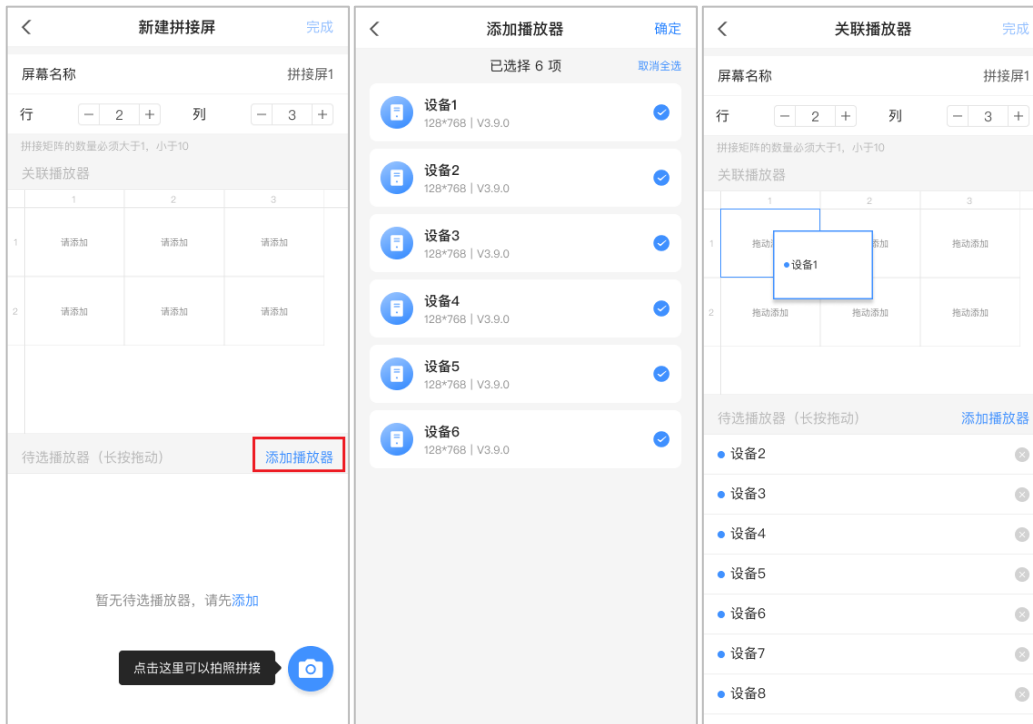 新建拼接屏 完成
屏幕名称 拼接屏1
行 2 列 3
拼接矩阵的数量必须大于1，小于10
关联播放器
1 2 3
1 请添加 请添加 请添加
2 请添加 请添加 请添加
待选播放器（长按拖动） 添加播放器
暂无待选播放器，请先添加
点击这里可以拍照拼接
添加播放器 确定
已选择 6 项 取消全选
设备1
128*768 | V3.9.0
设备2
128*768 | V3.9.0
设备3
128*768 | V3.9.0
设备4
128*768 | V3.9.0
设备5
128*768 | V3.9.0
设备6
128*768 | V3.9.0
关联播放器 完成
屏幕名称 拼接屏1
行 2 列 3
拼接矩阵的数量必须大于1，小于10
关联播放器
1 2 3
1 拖动 添加 拖动添加
设备1
2 拖动添加 拖动添加 拖动添加
待选播放器（长按拖动） 添加播放器
设备2
设备3
设备4
设备5
设备6
设备7
设备8